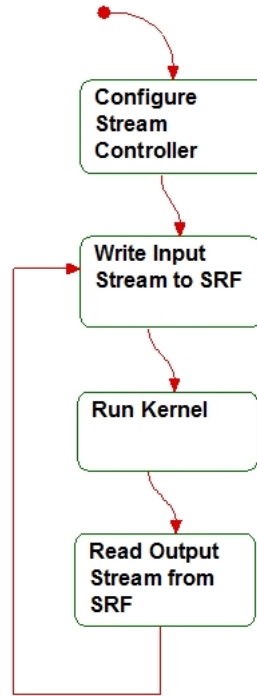 Configure
Stream
Controller
Write Input
Stream to SRF
Run Kernel
Read Output
Stream from
SRF